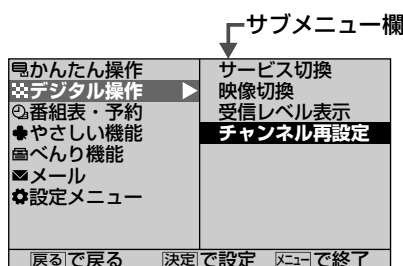 サブメニュー欄
かんたん操作
デジタル操作
番組表・予約
やさしい機能
べんり機能
メール
設定メニュー
サービス切換
映像切換
受信レベル表示
チャンネル再設定
戻るで戻る 決定で設定 メニューで終了